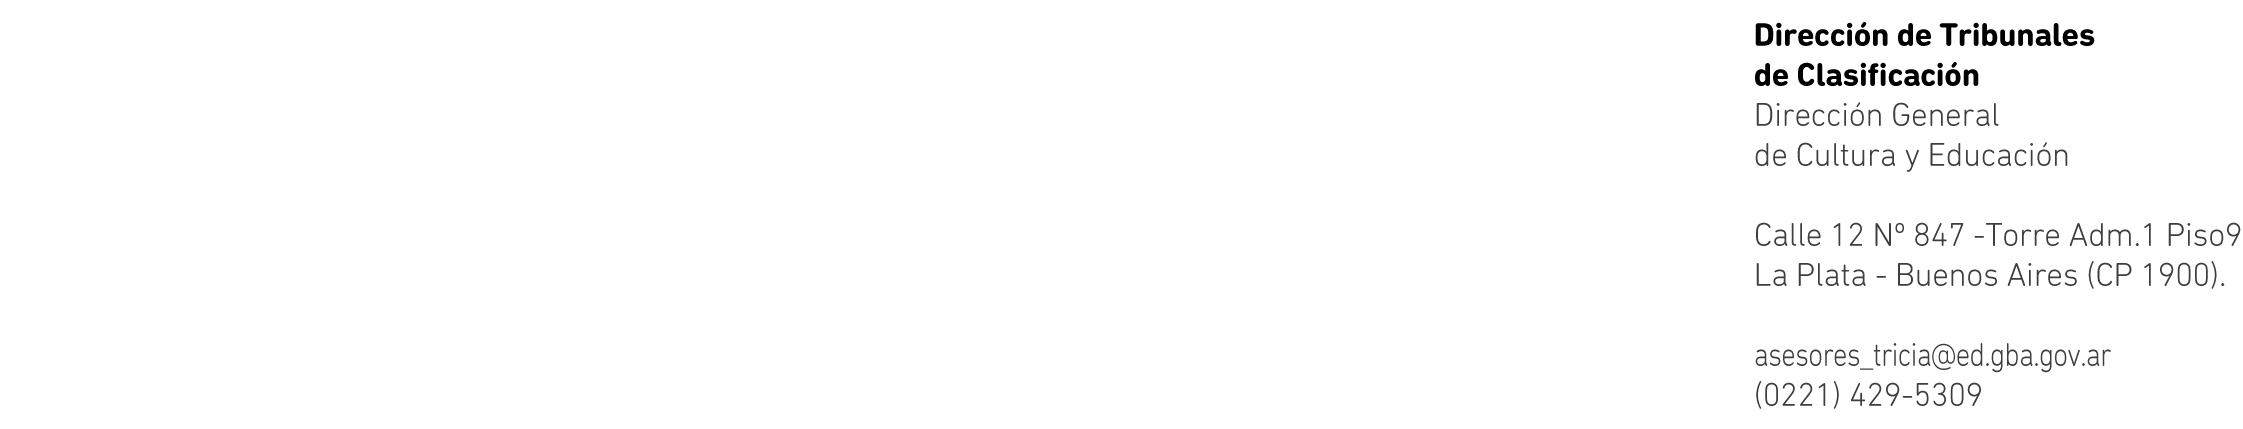 Dirección de Tribunales
de Clasificación
Dirección General
de Cultura y Educación
Calle 12 Nº 847 -Torre Adm.1 Piso9
La Plata - Buenos Aires (CP 1900).
asesores_tricia@ed.gba.gov.ar
(0221) 429-5309